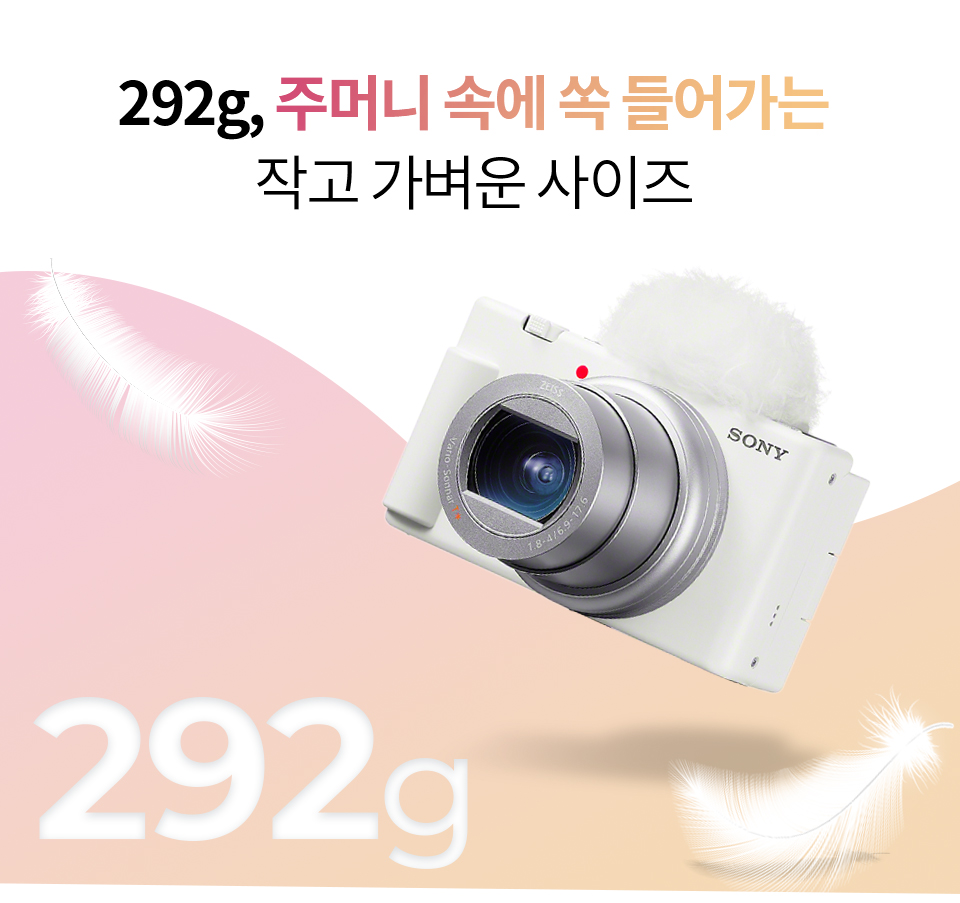 292g, 주머니 속에 쏙 들어가는
작고 가벼운 사이즈
ZEISS
SONY
Vario-Sonnar T*
1.8-4/6.9-17.6
292g